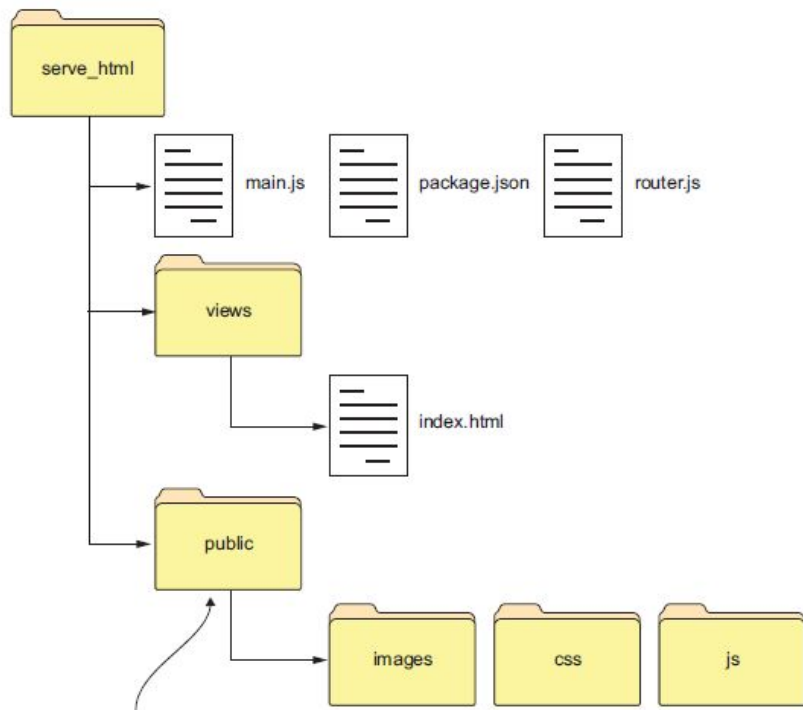 serve_html
main.js
package.json
router.js
views
index.html
public
images
css
js